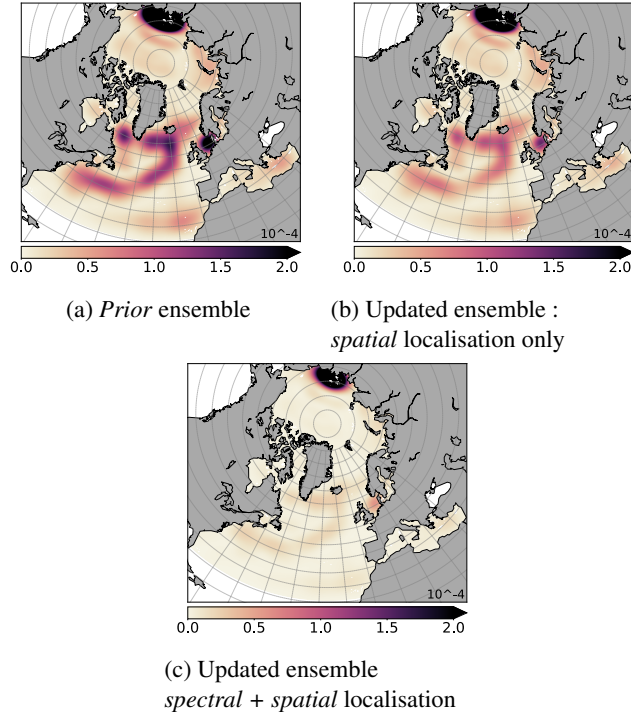 10^-4
0.0 0.5 1.0 1.5 2.0
(a) Prior ensemble
10^-4
0.0 0.5 1.0 1.5 2.0
(b) Updated ensemble :
spatial localisation only
10^-4
0.0 0.5 1.0 1.5 2.0
(c) Updated ensemble
spectral + spatial localisation